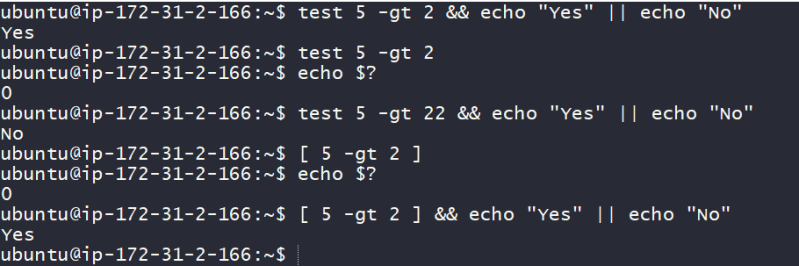 ubuntu@ip-172-31-2-166:~$ test 5 -gt 2 && echo "Yes" || echo "No"
Yes
ubuntu@ip-172-31-2-166:~$ test 5 -gt 2
ubuntu@ip-172-31-2-166:~$ echo $?
0
ubuntu@ip-172-31-2-166:~$ test 5 -gt 22 && echo "Yes" || echo "No"
No
ubuntu@ip-172-31-2-166:~$ [ 5 -gt 2 ]
ubuntu@ip-172-31-2-166:~$ echo $?
0
ubuntu@ip-172-31-2-166:~$ [ 5 -gt 2 ] && echo "Yes" || echo "No"
Yes
ubuntu@ip-172-31-2-166:~$